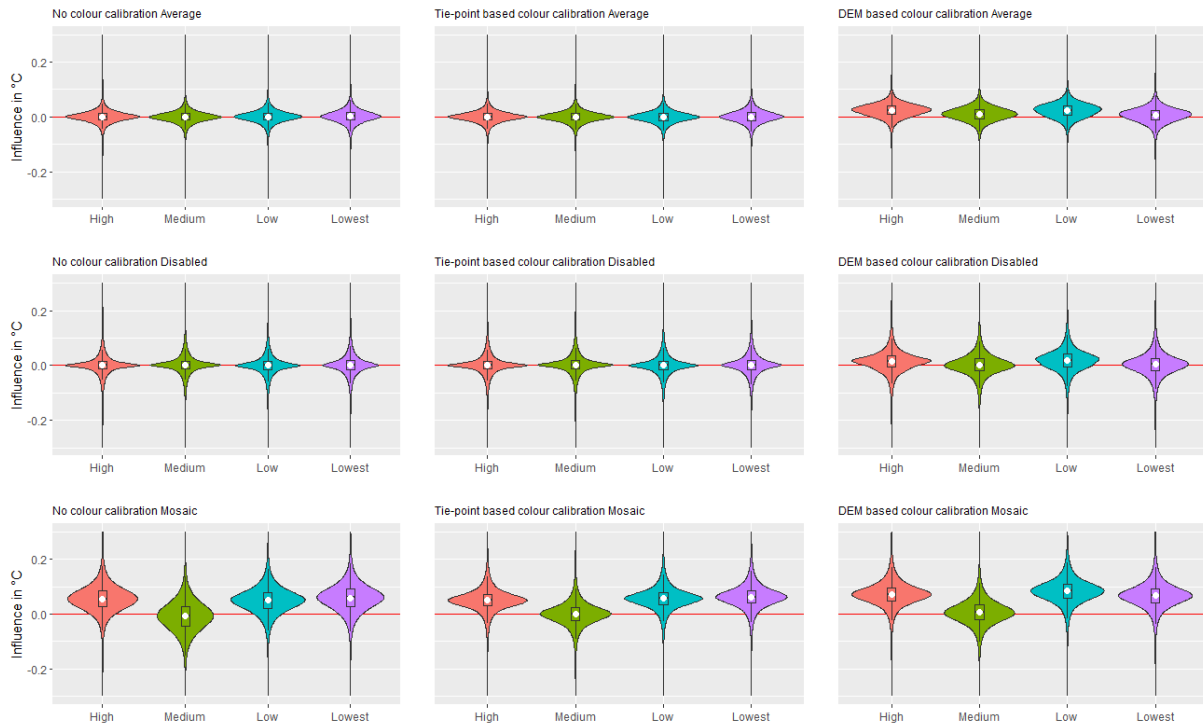 No colour calibration Average
Tie-point based colour calibration Average
DEM based colour calibration Average
Influence in °C
0.2
0.0
-0.2
High Medium Low Lowest
High Medium Low Lowest
High Medium Low Lowest
No colour calibration Disabled
Tie-point based colour calibration Disabled
DEM based colour calibration Disabled
Influence in °C
0.2
0.0
-0.2
High Medium Low Lowest
High Medium Low Lowest
High Medium Low Lowest
No colour calibration Mosaic
Tie-point based colour calibration Mosaic
DEM based colour calibration Mosaic
Influence in °C
0.2
0.0
-0.2
High Medium Low Lowest
High Medium Low Lowest
High Medium Low Lowest